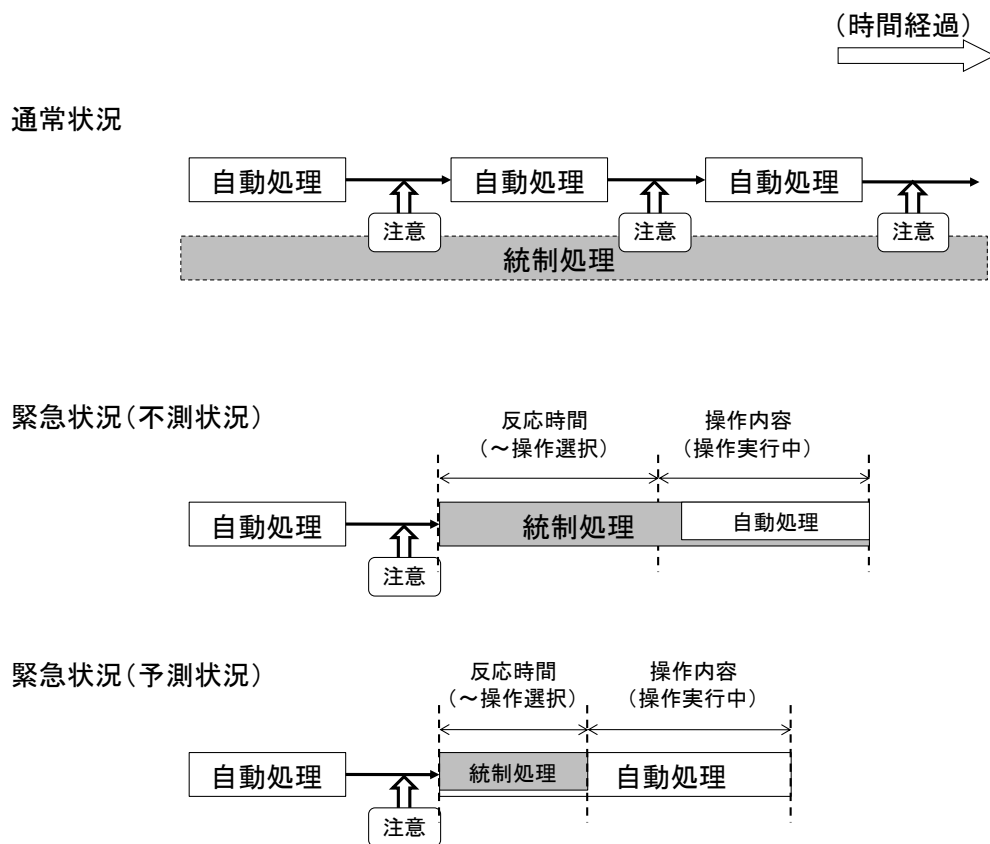 (時間経過)
通常状況
自動処理
自動処理
自動処理
注意
注意
注意
統制処理
緊急状況(不測状況)
反応時間
(~操作選択)
操作内容
(操作実行中)
自動処理
統制処理
自動処理
注意
緊急状況(予測状況)
反応時間
(~操作選択)
操作内容
(操作実行中)
自動処理
統制処理
自動処理
注意